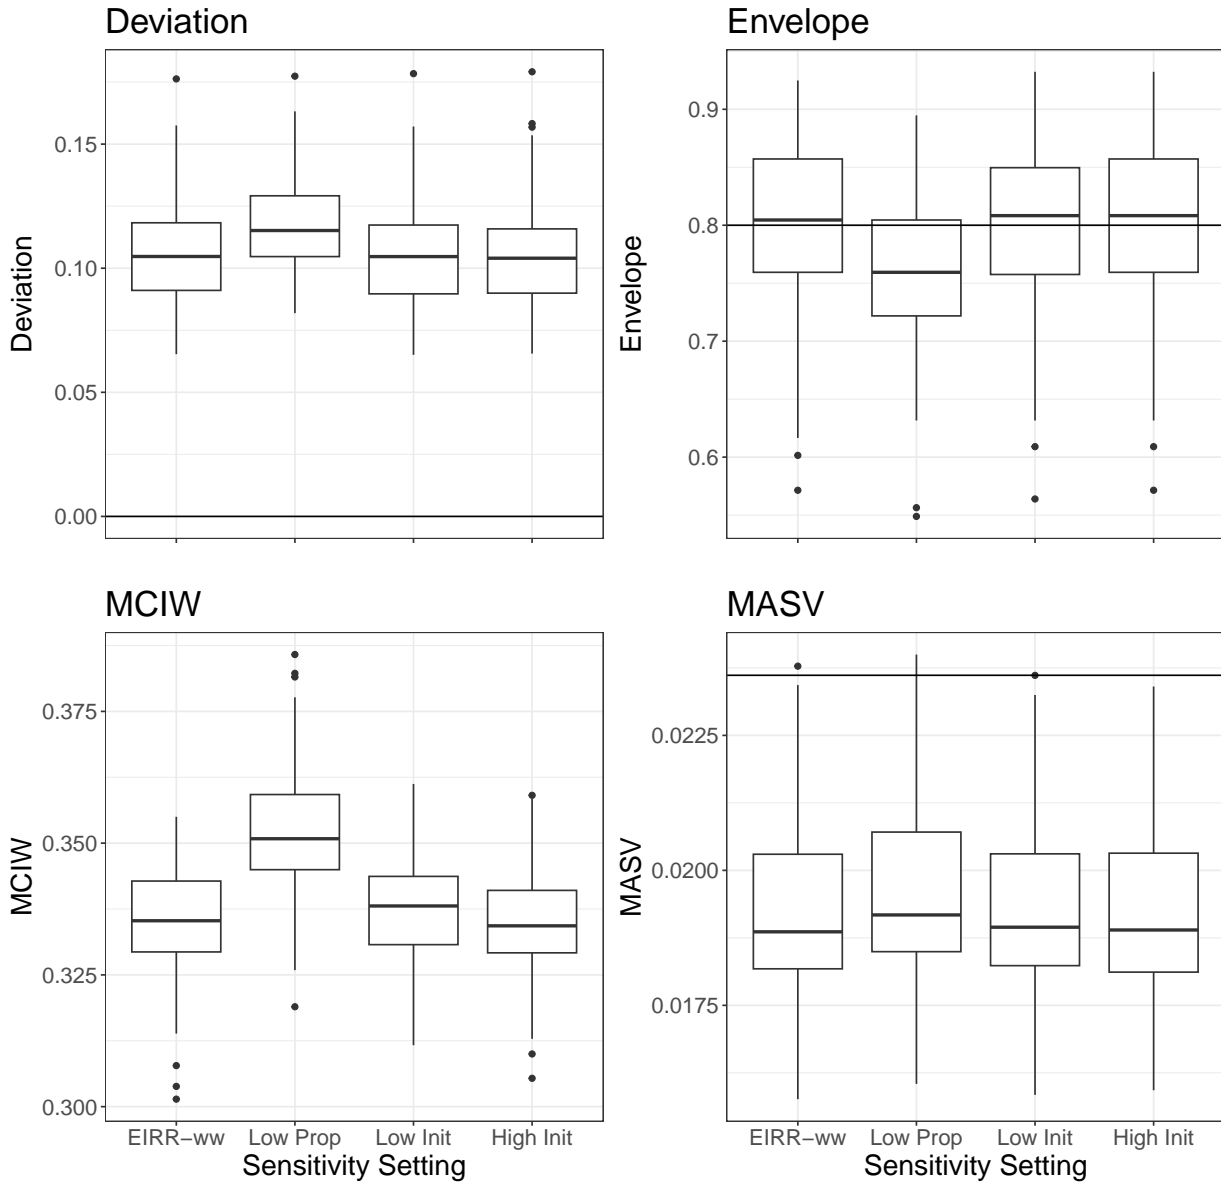 Deviation
Deviation
0.15
0.10
0.05
0.00
Envelope
Envelope
0.9
0.8
0.7
0.6
MCIW
MCIW
0.375
0.350
0.325
0.300
EIRR−ww Low Prop Low Init High Init
Sensitivity Setting
MASV
MASV
0.0225
0.0200
0.0175
EIRR−ww Low Prop Low Init High Init
Sensitivity Setting